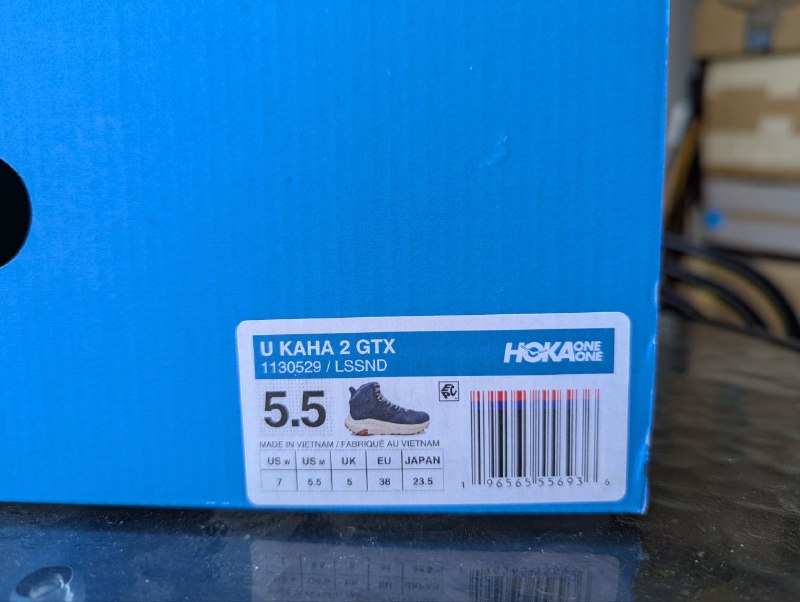 U KAHA 2 GTX
HOKA ONE ONE
1130529 / LSSND
5.5
MADE IN VIETNAM / FABRIQUÉ AU VIETNAM
US W US M UK EU JAPAN
7 5.5 5 38 23.5
1 96565 55693 6